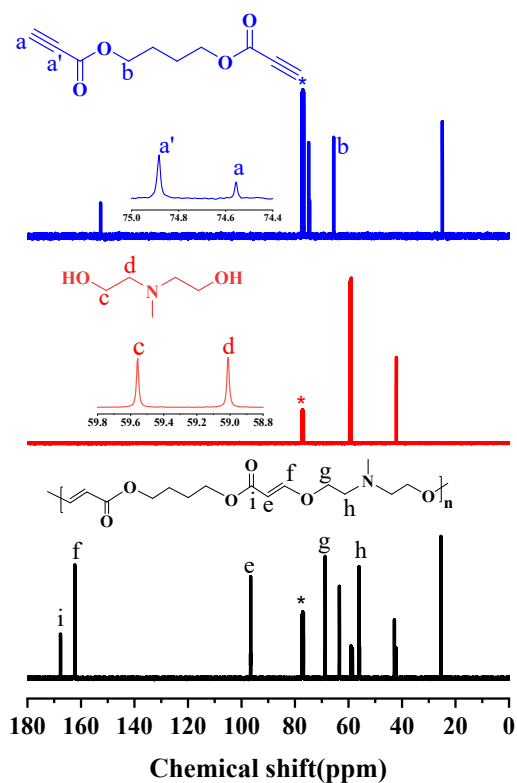 O O
a O
a' O
O b *
a' b
a
75.0 74.8 74.6 74.4
HO d OH
c N
c d
*
59.8 59.6 59.4 59.2 59.0 58.8
O f g N
O O O
O i e h n
O
f g h
e
i *
180 160 140 120 100 80 60 40 20 0
Chemical shift(ppm)